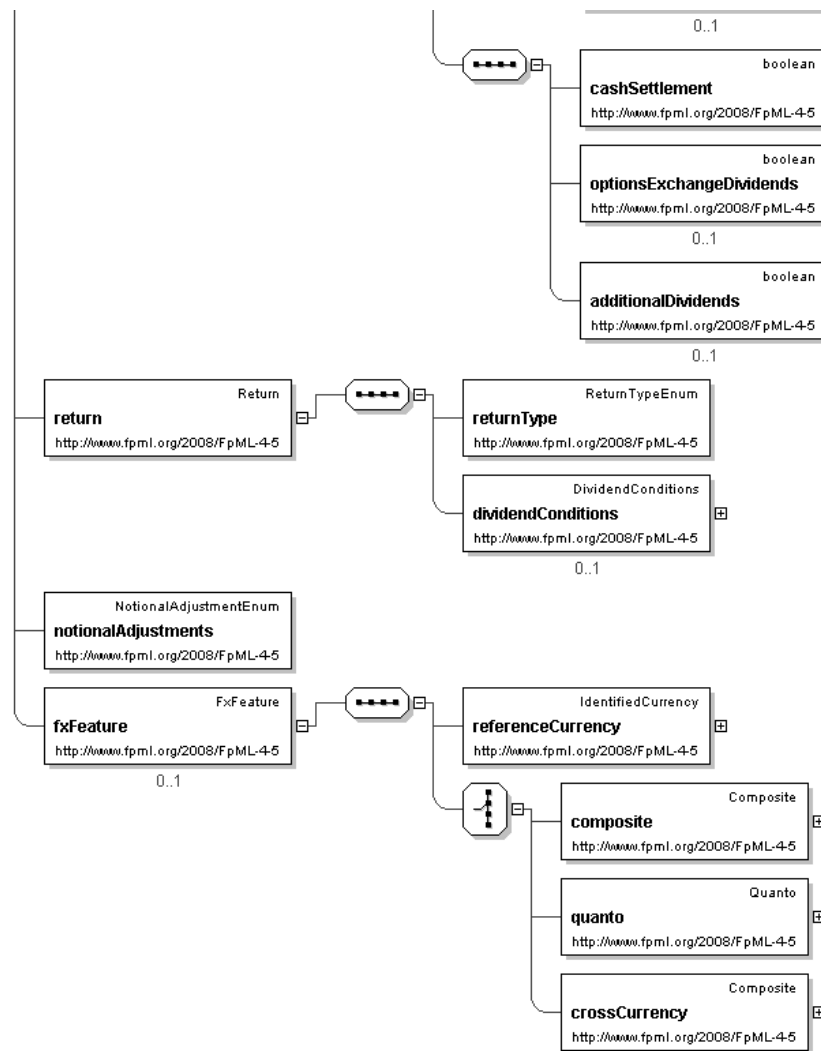 0..1
boolean
cashSettlement
http://www.fpml.org/2008/FpML-4-5
boolean
optionsExchangeDividends
http://www.fpml.org/2008/FpML-4-5
0..1
boolean
additionalDividends
http://www.fpml.org/2008/FpML-4-5
0..1
Return
return
http://www.fpml.org/2008/FpML-4-5
ReturnTypeEnum
returnType
http://www.fpml.org/2008/FpML-4-5
DividendConditions
dividendConditions
http://www.fpml.org/2008/FpML-4-5
0..1
NotionalAdjustmentEnum
notionalAdjustments
http://www.fpml.org/2008/FpML-4-5
FxFeature
fxFeature
http://www.fpml.org/2008/FpML-4-5
0..1
IdentifiedCurrency
referenceCurrency
http://www.fpml.org/2008/FpML-4-5
Composite
composite
http://www.fpml.org/2008/FpML-4-5
Quanto
quanto
http://www.fpml.org/2008/FpML-4-5
Composite
crossCurrency
http://www.fpml.org/2008/FpML-4-5